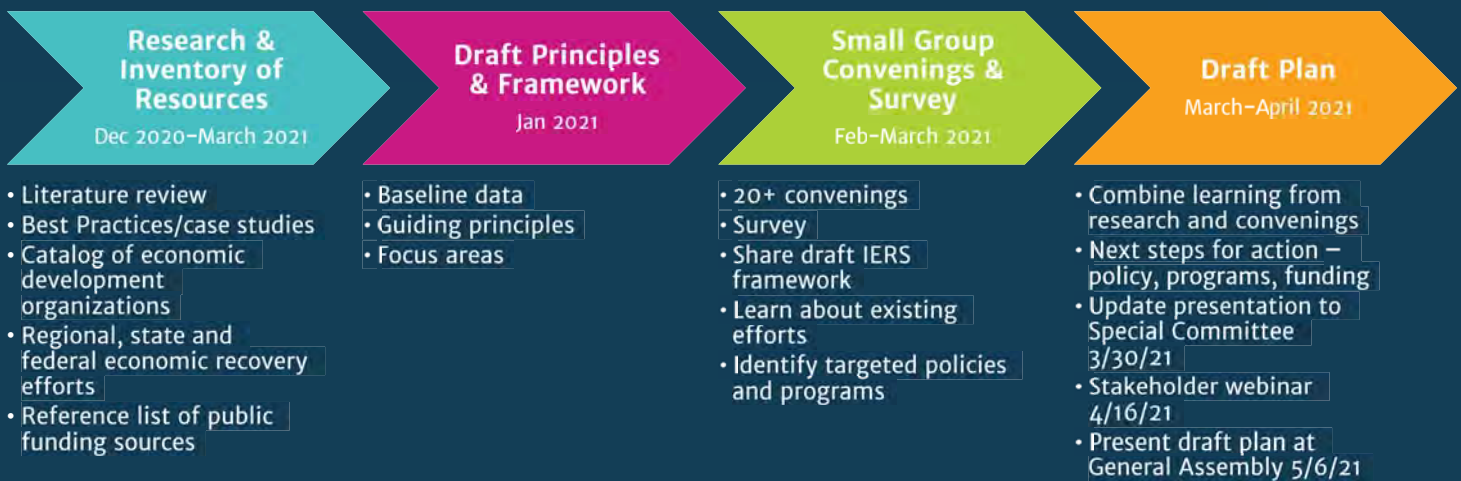 Research &
Inventory of
Resources
Dec 2020–March 2021
• Literature review
• Best Practices/case studies
• Catalog of economic
development
organizations
• Regional, state and
federal economic recovery
efforts
• Reference list of public
funding sources
Draft Principles
& Framework
Jan 2021
• Baseline data
• Guiding principles
• Focus areas
Small Group
Convenings &
Survey
Feb–March 2021
• 20+ convenings
• Survey
• Share draft IERS
framework
• Learn about existing
efforts
• Identify targeted policies
and programs
Draft Plan
March–April 2021
• Combine learning from
research and convenings
• Next steps for action –
policy, programs, funding
• Update presentation to
Special Committee
3/30/21
• Stakeholder webinar
4/16/21
• Present draft plan at
General Assembly 5/6/21